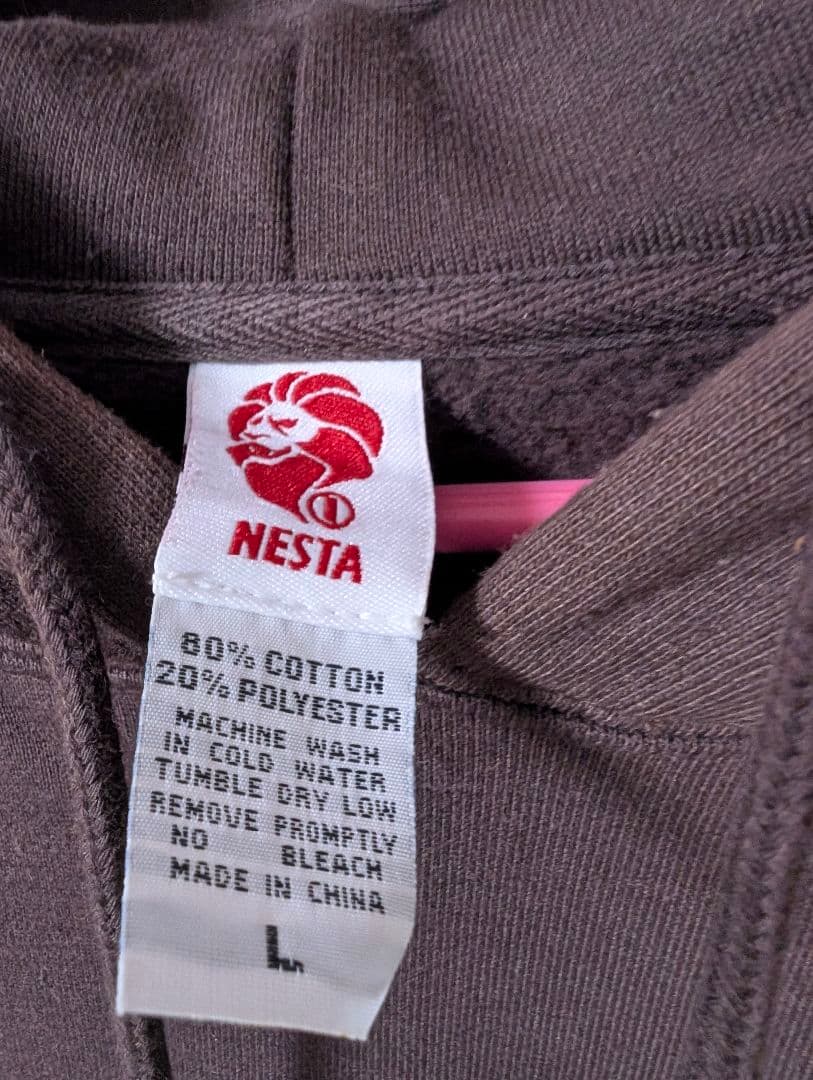 1
NESTA
80% COTTON
20% POLYESTER
MACHINE WASH
IN COLD WATER
TUMBLE DRY LOW
REMOVE PROMPTLY
NO BLEACH
MADE IN CHINA
L